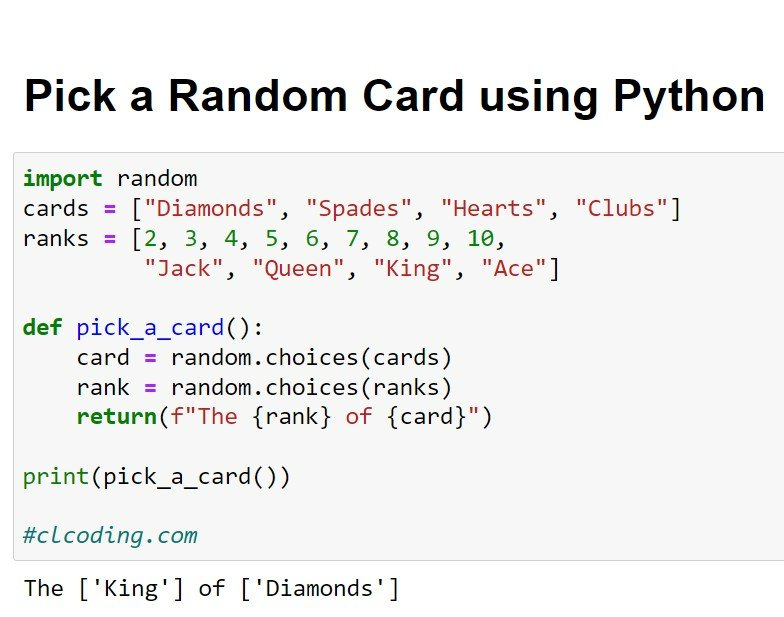 Pick a Random Card using Python
import random
cards = ["Diamonds", "Spades", "Hearts", "Clubs"]
ranks = [2, 3, 4, 5, 6, 7, 8, 9, 10,
         "Jack", "Queen", "King", "Ace"]
def pick_a_card():
    card = random.choices(cards)
    rank = random.choices(ranks)
    return(f"The {rank} of {card}")
print(pick_a_card())
#clcoding.com
The ['King'] of ['Diamonds']